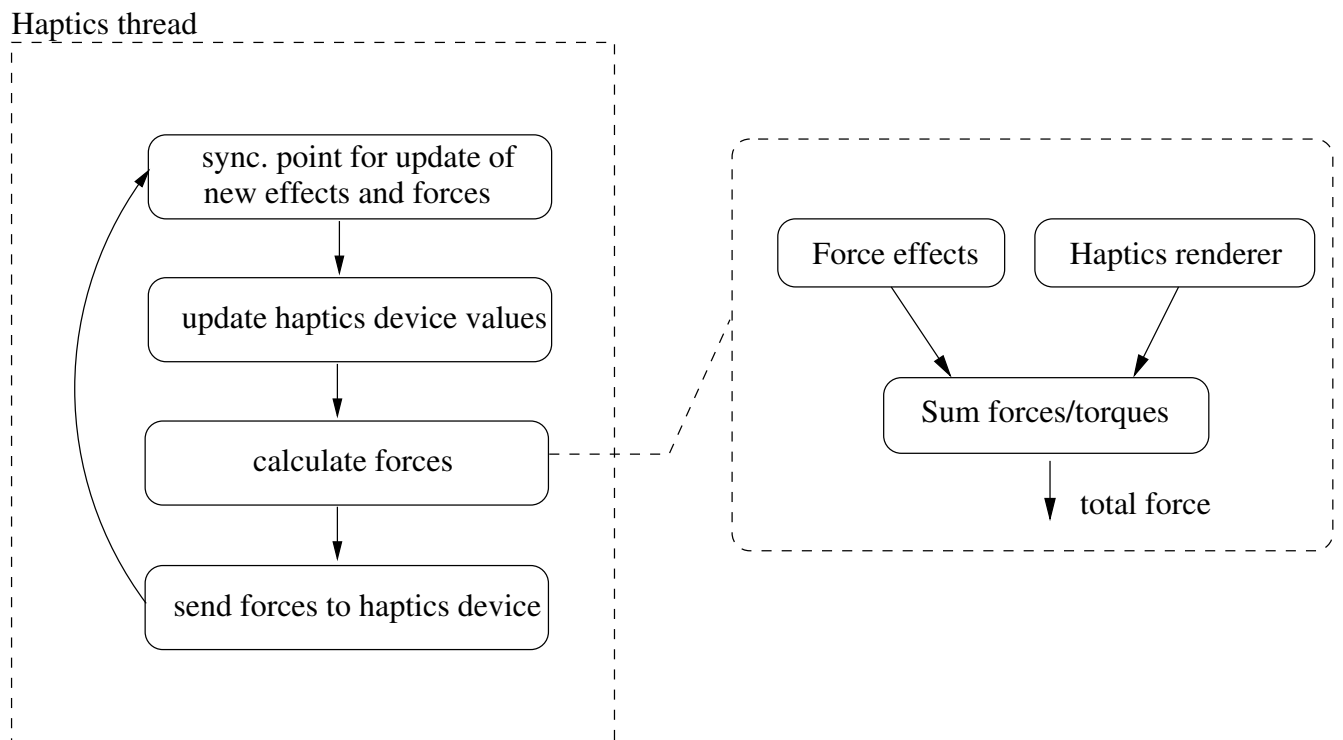 Haptics thread
sync. point for update of
new effects and forces
update haptics device values
calculate forces
send forces to haptics device
Force effects
Haptics renderer
Sum forces/torques
total force